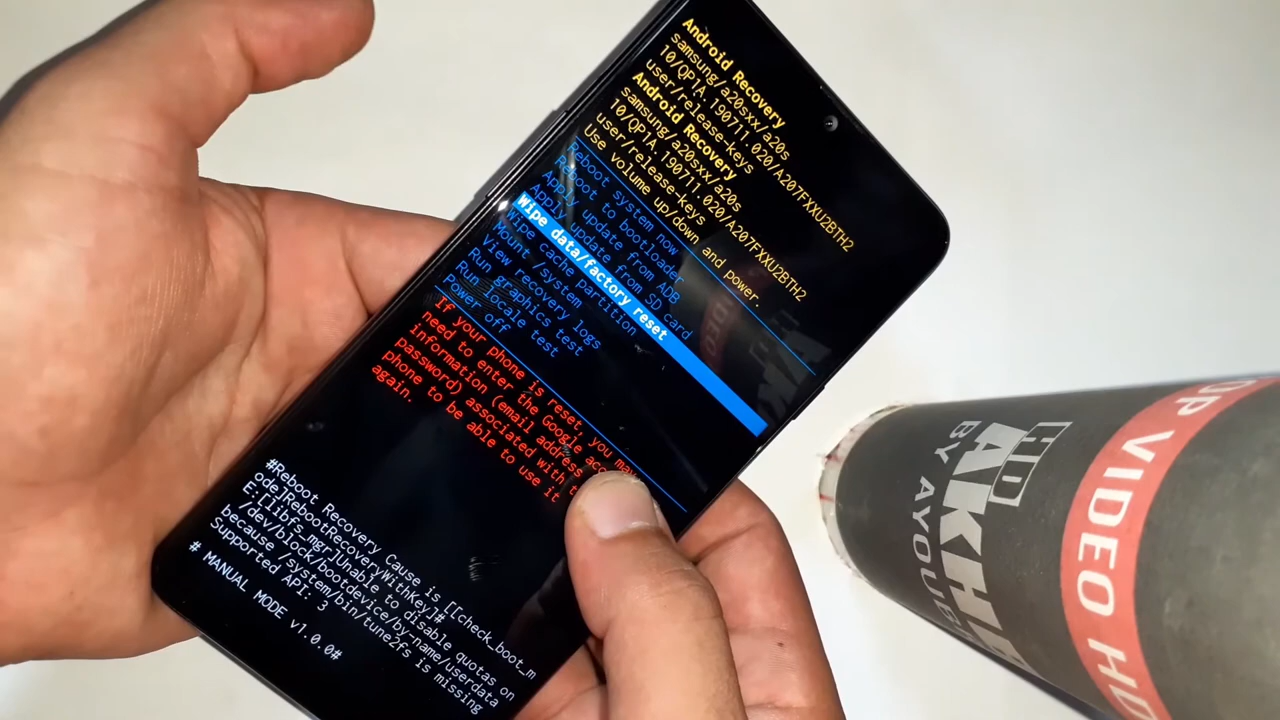 Android Recovery
samsung/a20sxx/a20s
10/QP1A.190711.020/A207FXXU2BTH2
user/release-keys
Android Recovery
samsung/a20sxx/a20s
10/QP1A.190711.020/A207FXXU2BTH2
user/release-keys
Use volume up/down and power.
Reboot system now
Reboot to bootloader
Apply update from ADB
Apply update from SD card
Wipe data/factory reset
Wipe cache partition
Mount /system
View recovery logs
Run graphics test
Run locale test
Power off
If your phone is reset, you may
need to enter the Google
information (email address
password) associated with
phone to be able to use it
again.
#Reboot Recovery Cause is [[check_boot_m
ode]RebootRecoveryWithKey]#
E:[libfs_mgr]Unable to disable quotas on
/dev/block/bootdevice/by-name/userdata
because /system/bin/tune2fs is missing
Supported API: 3
# MANUAL MODE v1.0.0#
OP VIDEO HD
HD
BY AYOUB